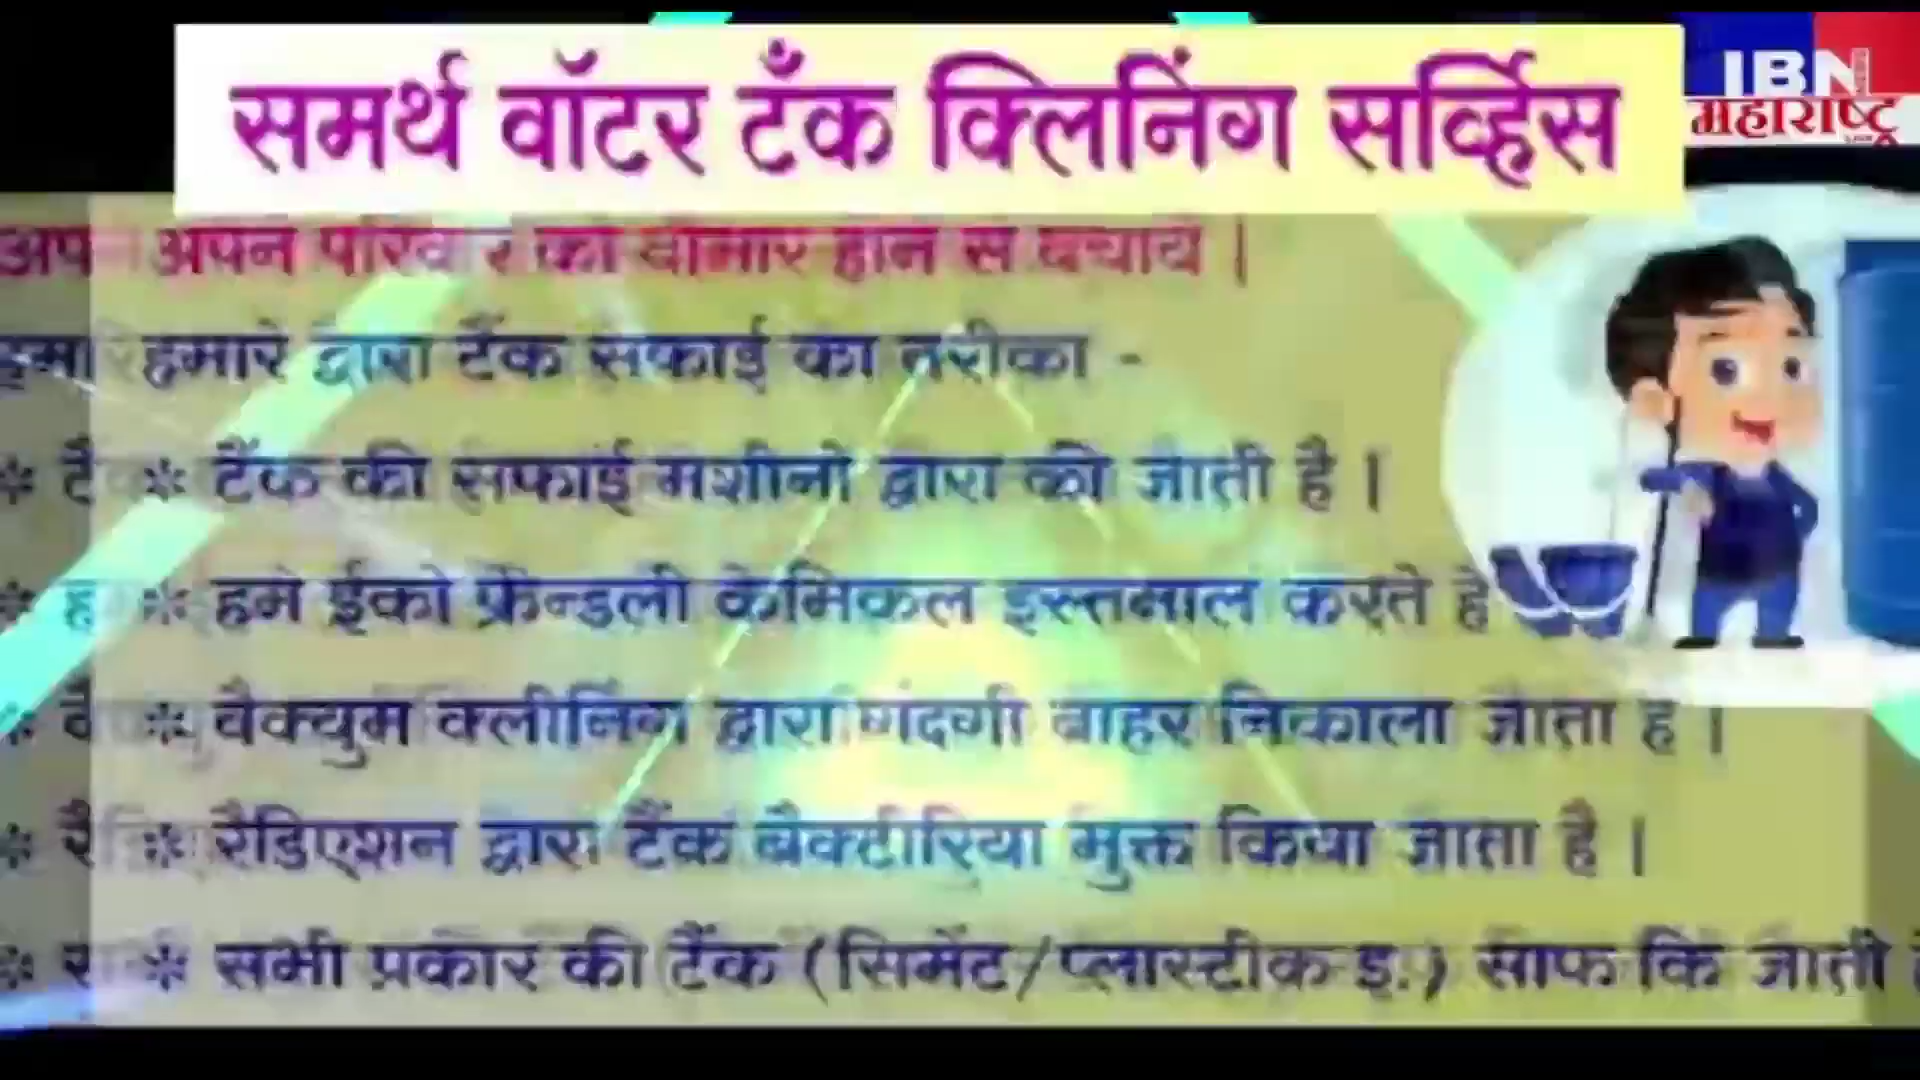 समर्थ वॉटर टँक क्लिनिंग सर्व्हिस
IBN
महाराष्ट्र
अपने परिवार को बीमार होने से बचाये |
हमारे द्वारा टैंक सफाई का तरीका -
* टैंक की सफाई मशीनो द्वारा की जाती है |
* हम ईको फ्रेन्डली केमिकल इस्तमाल करते है
* वैक्युम क्लीनिंग द्वारा गंदगी बाहर निकाला जाता है |
* रैडिएशन द्वारा टैंक बैक्टीरिया मुक्त किया जाता है |
* सभी प्रकार की टैंक (सिमेंट/प्लास्टीक इ.) साफ कि जाती है